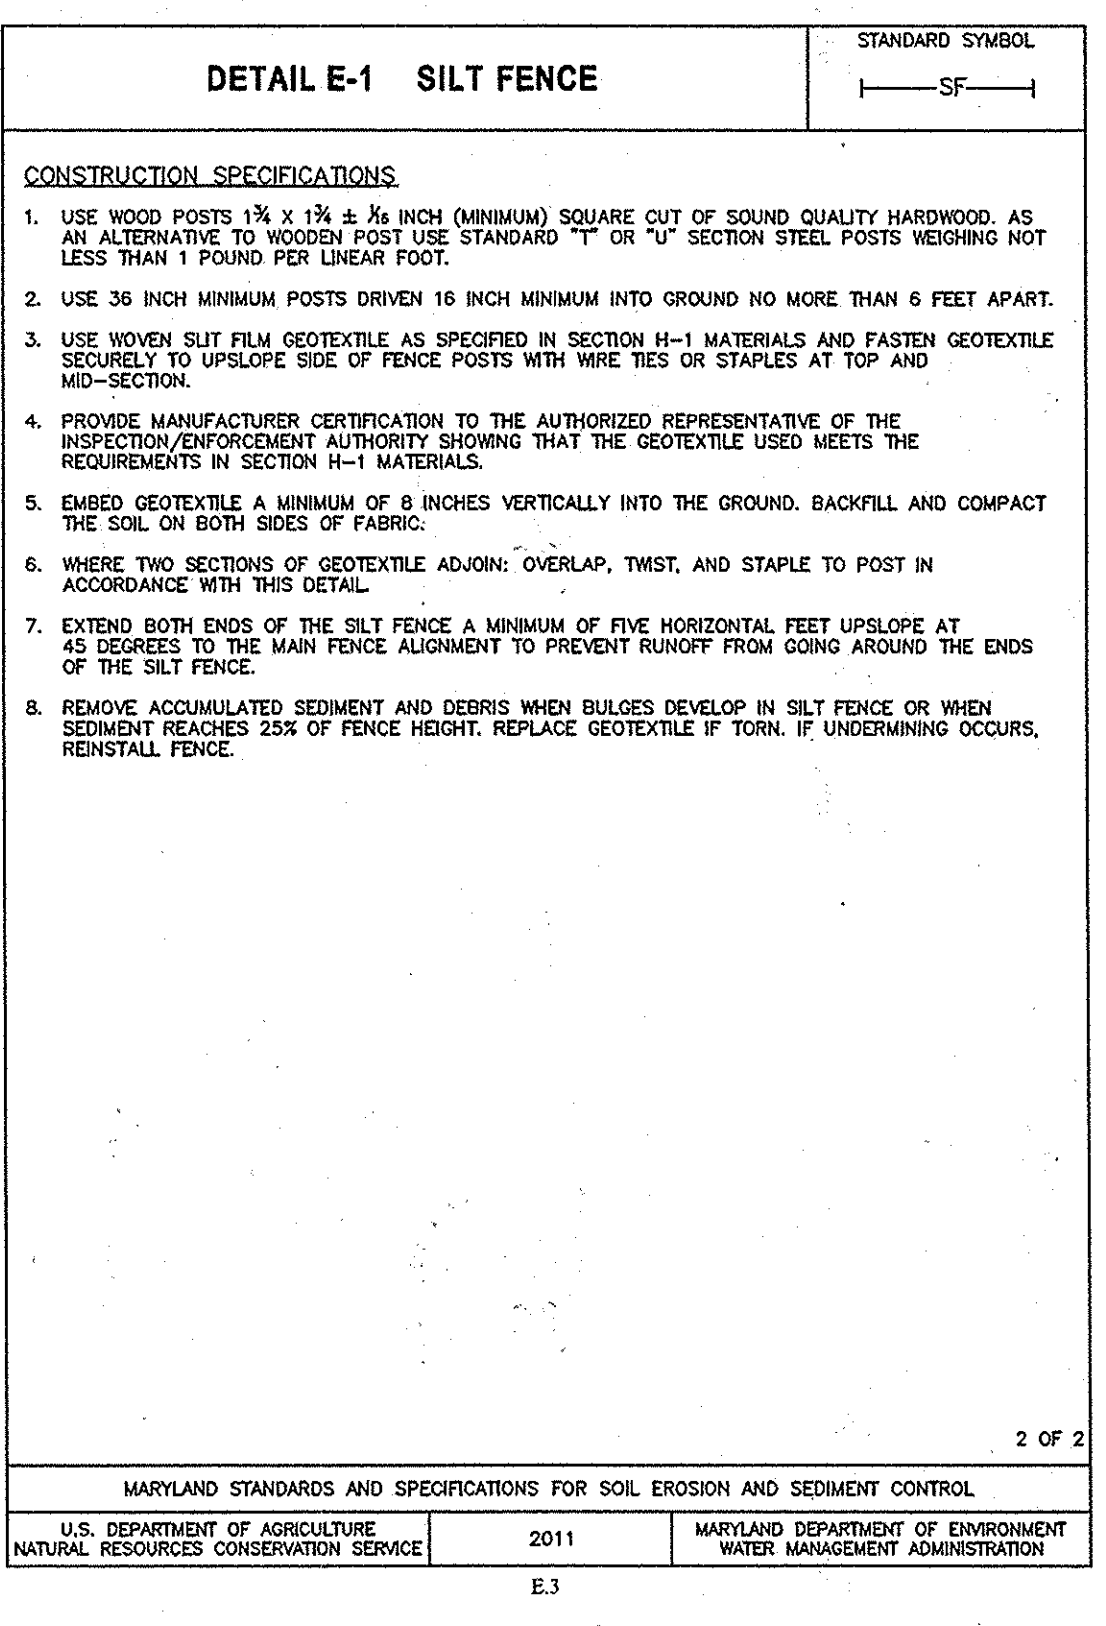 DETAIL E-1 SILT FENCE
STANDARD SYMBOL
SF
CONSTRUCTION SPECIFICATIONS
1. USE WOOD POSTS 1¾ X 1¾ ± 1⁄16 INCH (MINIMUM) SQUARE CUT OF SOUND QUALITY HARDWOOD. AS
AN ALTERNATIVE TO WOODEN POST USE STANDARD "T" OR "U" SECTION STEEL POSTS WEIGHING NOT
LESS THAN 1 POUND PER LINEAR FOOT.
2. USE 36 INCH MINIMUM POSTS DRIVEN 16 INCH MINIMUM INTO GROUND NO MORE THAN 6 FEET APART.
3. USE WOVEN SLIT FILM GEOTEXTILE AS SPECIFIED IN SECTION H-1 MATERIALS AND FASTEN GEOTEXTILE
SECURELY TO UPSLOPE SIDE OF FENCE POSTS WITH WIRE TIES OR STAPLES AT TOP AND
MID-SECTION.
4. PROVIDE MANUFACTURER CERTIFICATION TO THE AUTHORIZED REPRESENTATIVE OF THE
INSPECTION/ENFORCEMENT AUTHORITY SHOWING THAT THE GEOTEXTILE USED MEETS THE
REQUIREMENTS IN SECTION H-1 MATERIALS.
5. EMBED GEOTEXTILE A MINIMUM OF 8 INCHES VERTICALLY INTO THE GROUND. BACKFILL AND COMPACT
THE SOIL ON BOTH SIDES OF FABRIC.
6. WHERE TWO SECTIONS OF GEOTEXTILE ADJOIN: OVERLAP, TWIST, AND STAPLE TO POST IN
ACCORDANCE WITH THIS DETAIL
7. EXTEND BOTH ENDS OF THE SILT FENCE A MINIMUM OF FIVE HORIZONTAL FEET UPSLOPE AT
45 DEGREES TO THE MAIN FENCE ALIGNMENT TO PREVENT RUNOFF FROM GOING AROUND THE ENDS
OF THE SILT FENCE.
8. REMOVE ACCUMULATED SEDIMENT AND DEBRIS WHEN BULGES DEVELOP IN SILT FENCE OR WHEN
SEDIMENT REACHES 25% OF FENCE HEIGHT. REPLACE GEOTEXTILE IF TORN. IF UNDERMINING OCCURS,
REINSTALL FENCE.
2 OF 2
MARYLAND STANDARDS AND SPECIFICATIONS FOR SOIL EROSION AND SEDIMENT CONTROL
U.S. DEPARTMENT OF AGRICULTURE
NATURAL RESOURCES CONSERVATION SERVICE
2011
MARYLAND DEPARTMENT OF ENVIRONMENT
WATER MANAGEMENT ADMINISTRATION
E.3